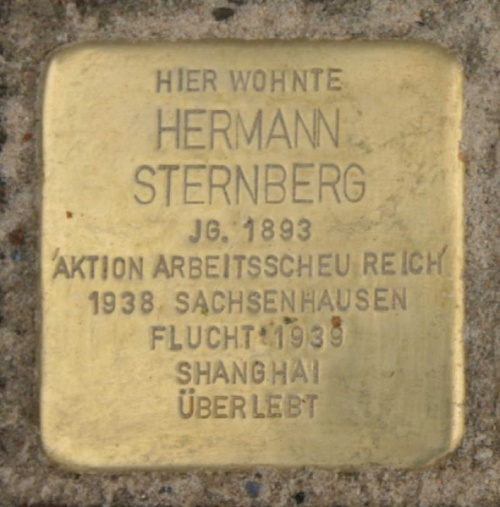 HIER WOHNTE
HERMANN
STERNBERG
JG. 1893
'AKTION ARBEITSSCHEU REICH'
1938 SACHSENHAUSEN
FLUCHT 1939
SHANGHAI
ÜBERLEBT